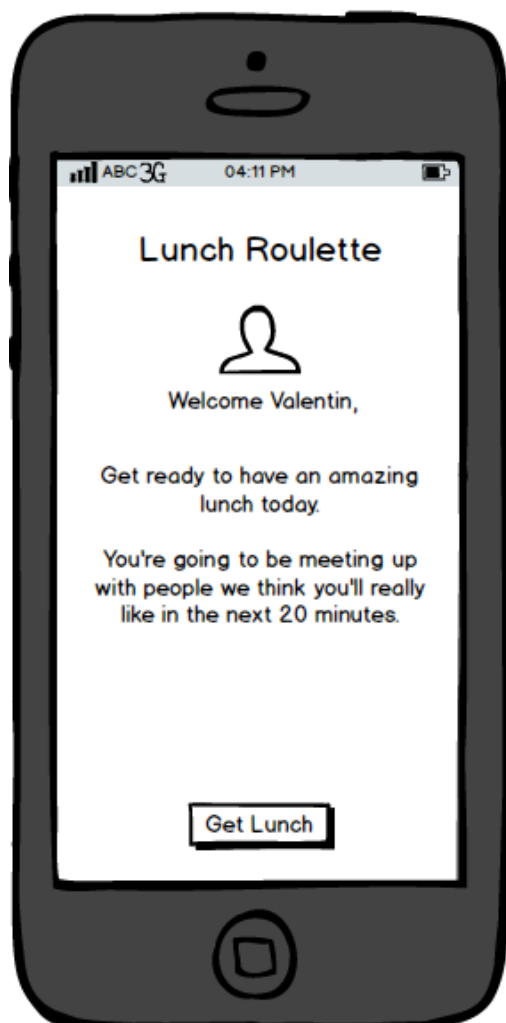 ABC 3G 04:11 PM
Lunch Roulette
Welcome Valentin,
Get ready to have an amazing
lunch today.
You're going to be meeting up
with people we think you'll really
like in the next 20 minutes.
Get Lunch